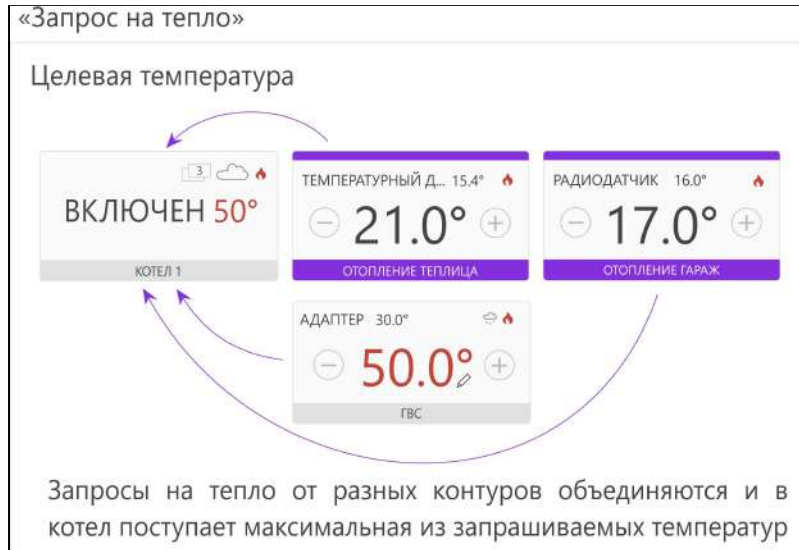 «Запрос на тепло»
Целевая температура
3
ВКЛЮЧЕН 50°
КОТЕЛ 1
ТЕМПЕРАТУРНЫЙ Д... 15.4°
− 21.0° +
ОТОПЛЕНИЕ ТЕПЛИЦА
РАДИОДАТЧИК 16.0°
− 17.0° +
ОТОПЛЕНИЕ ГАРАЖ
АДАПТЕР 30.0°
− 50.0° +
ГВС
Запросы на тепло от разных контуров объединяются и в
котел поступает максимальная из запрашиваемых температур